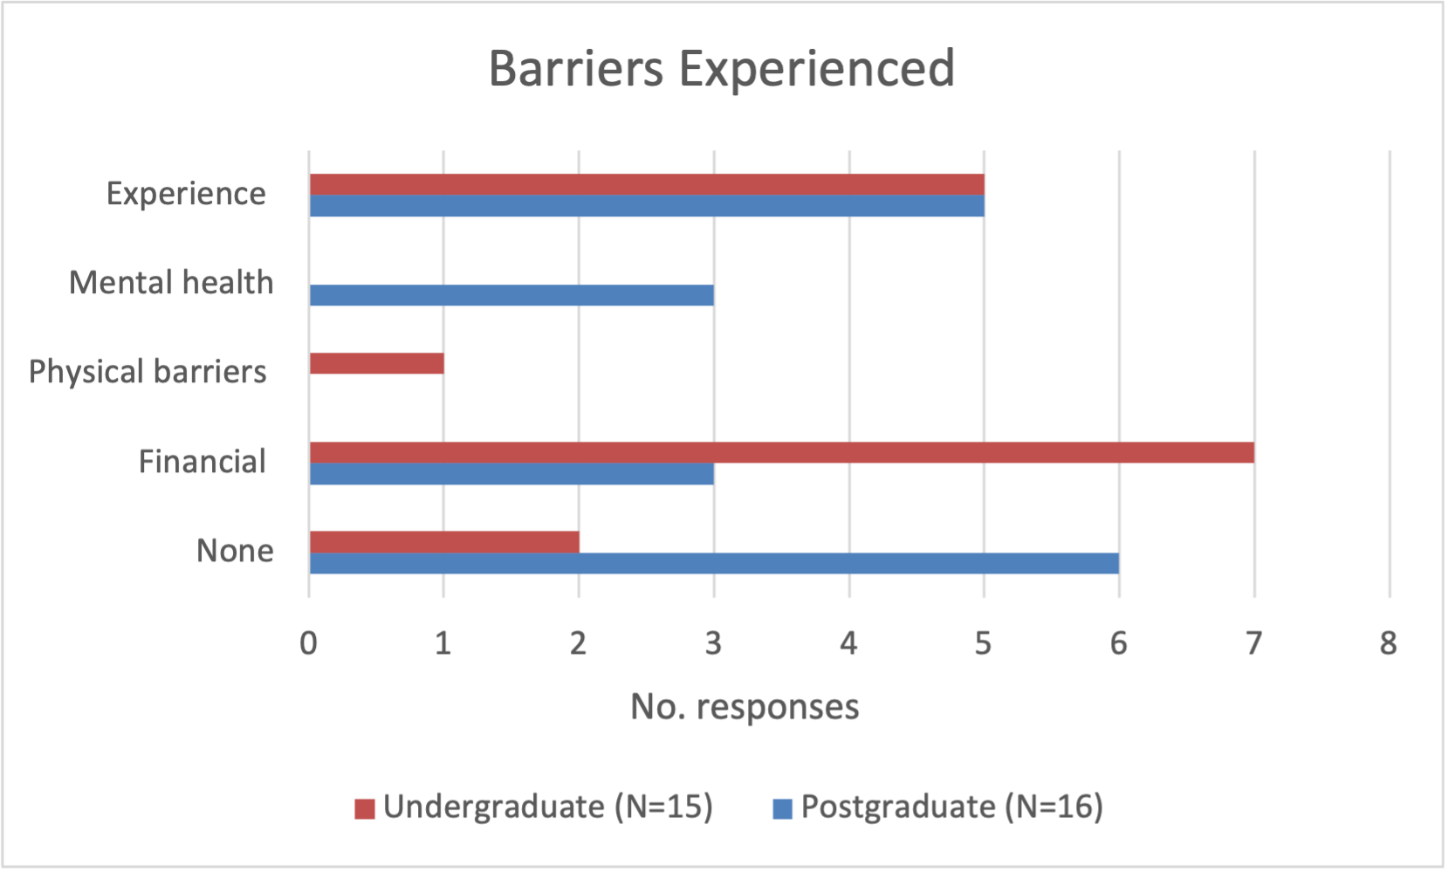 Barriers Experienced
Experience
Mental health
Physical barriers
Financial
None
0 1 2 3 4 5 6 7 8
No. responses
Undergraduate (N=15) Postgraduate (N=16)